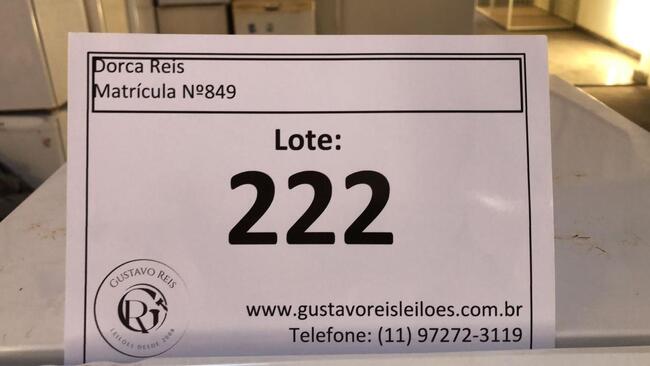 Dorca Reis
Matrícula Nº849
Lote:
222
GUSTAVO REIS
GR
LEILÕES DESDE 2008
www.gustavoreisleiloes.com.br
Telefone: (11) 97272-3119